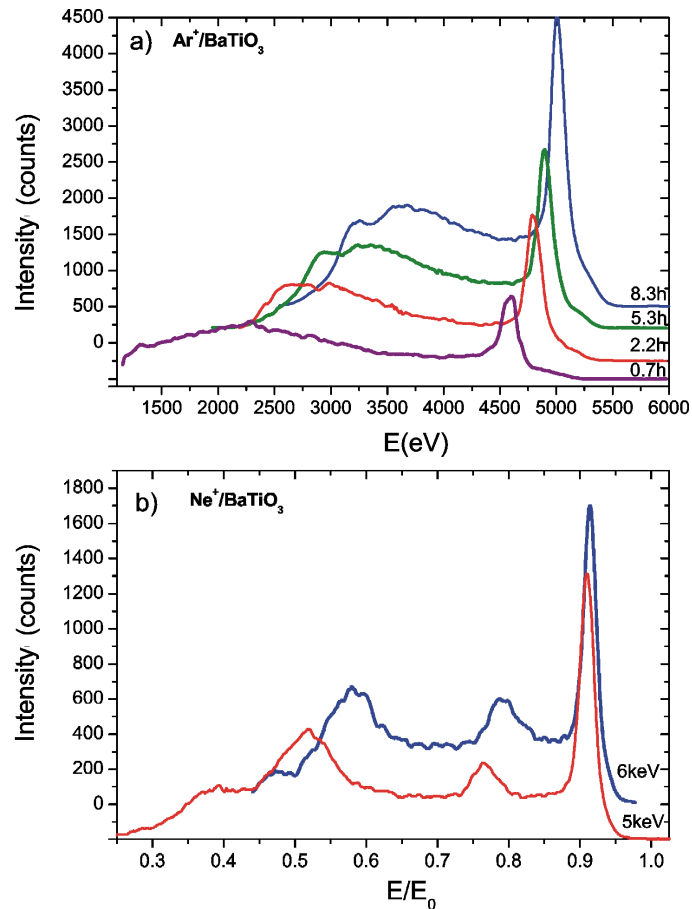 a) Ar⁺/BaTiO₃
4500
4000
3500
3000
2500
2000
1500
1000
500
0
Intensity (counts)
8.3h
5.3h
2.2h
0.7h
1500 2000 2500 3000 3500 4000 4500 5000 5500 6000
E(eV)
b) Ne⁺/BaTiO₃
1800
1600
1400
1200
1000
800
600
400
200
0
Intensity (counts)
6keV
5keV
0.3 0.4 0.5 0.6 0.7 0.8 0.9 1.0
E/E₀